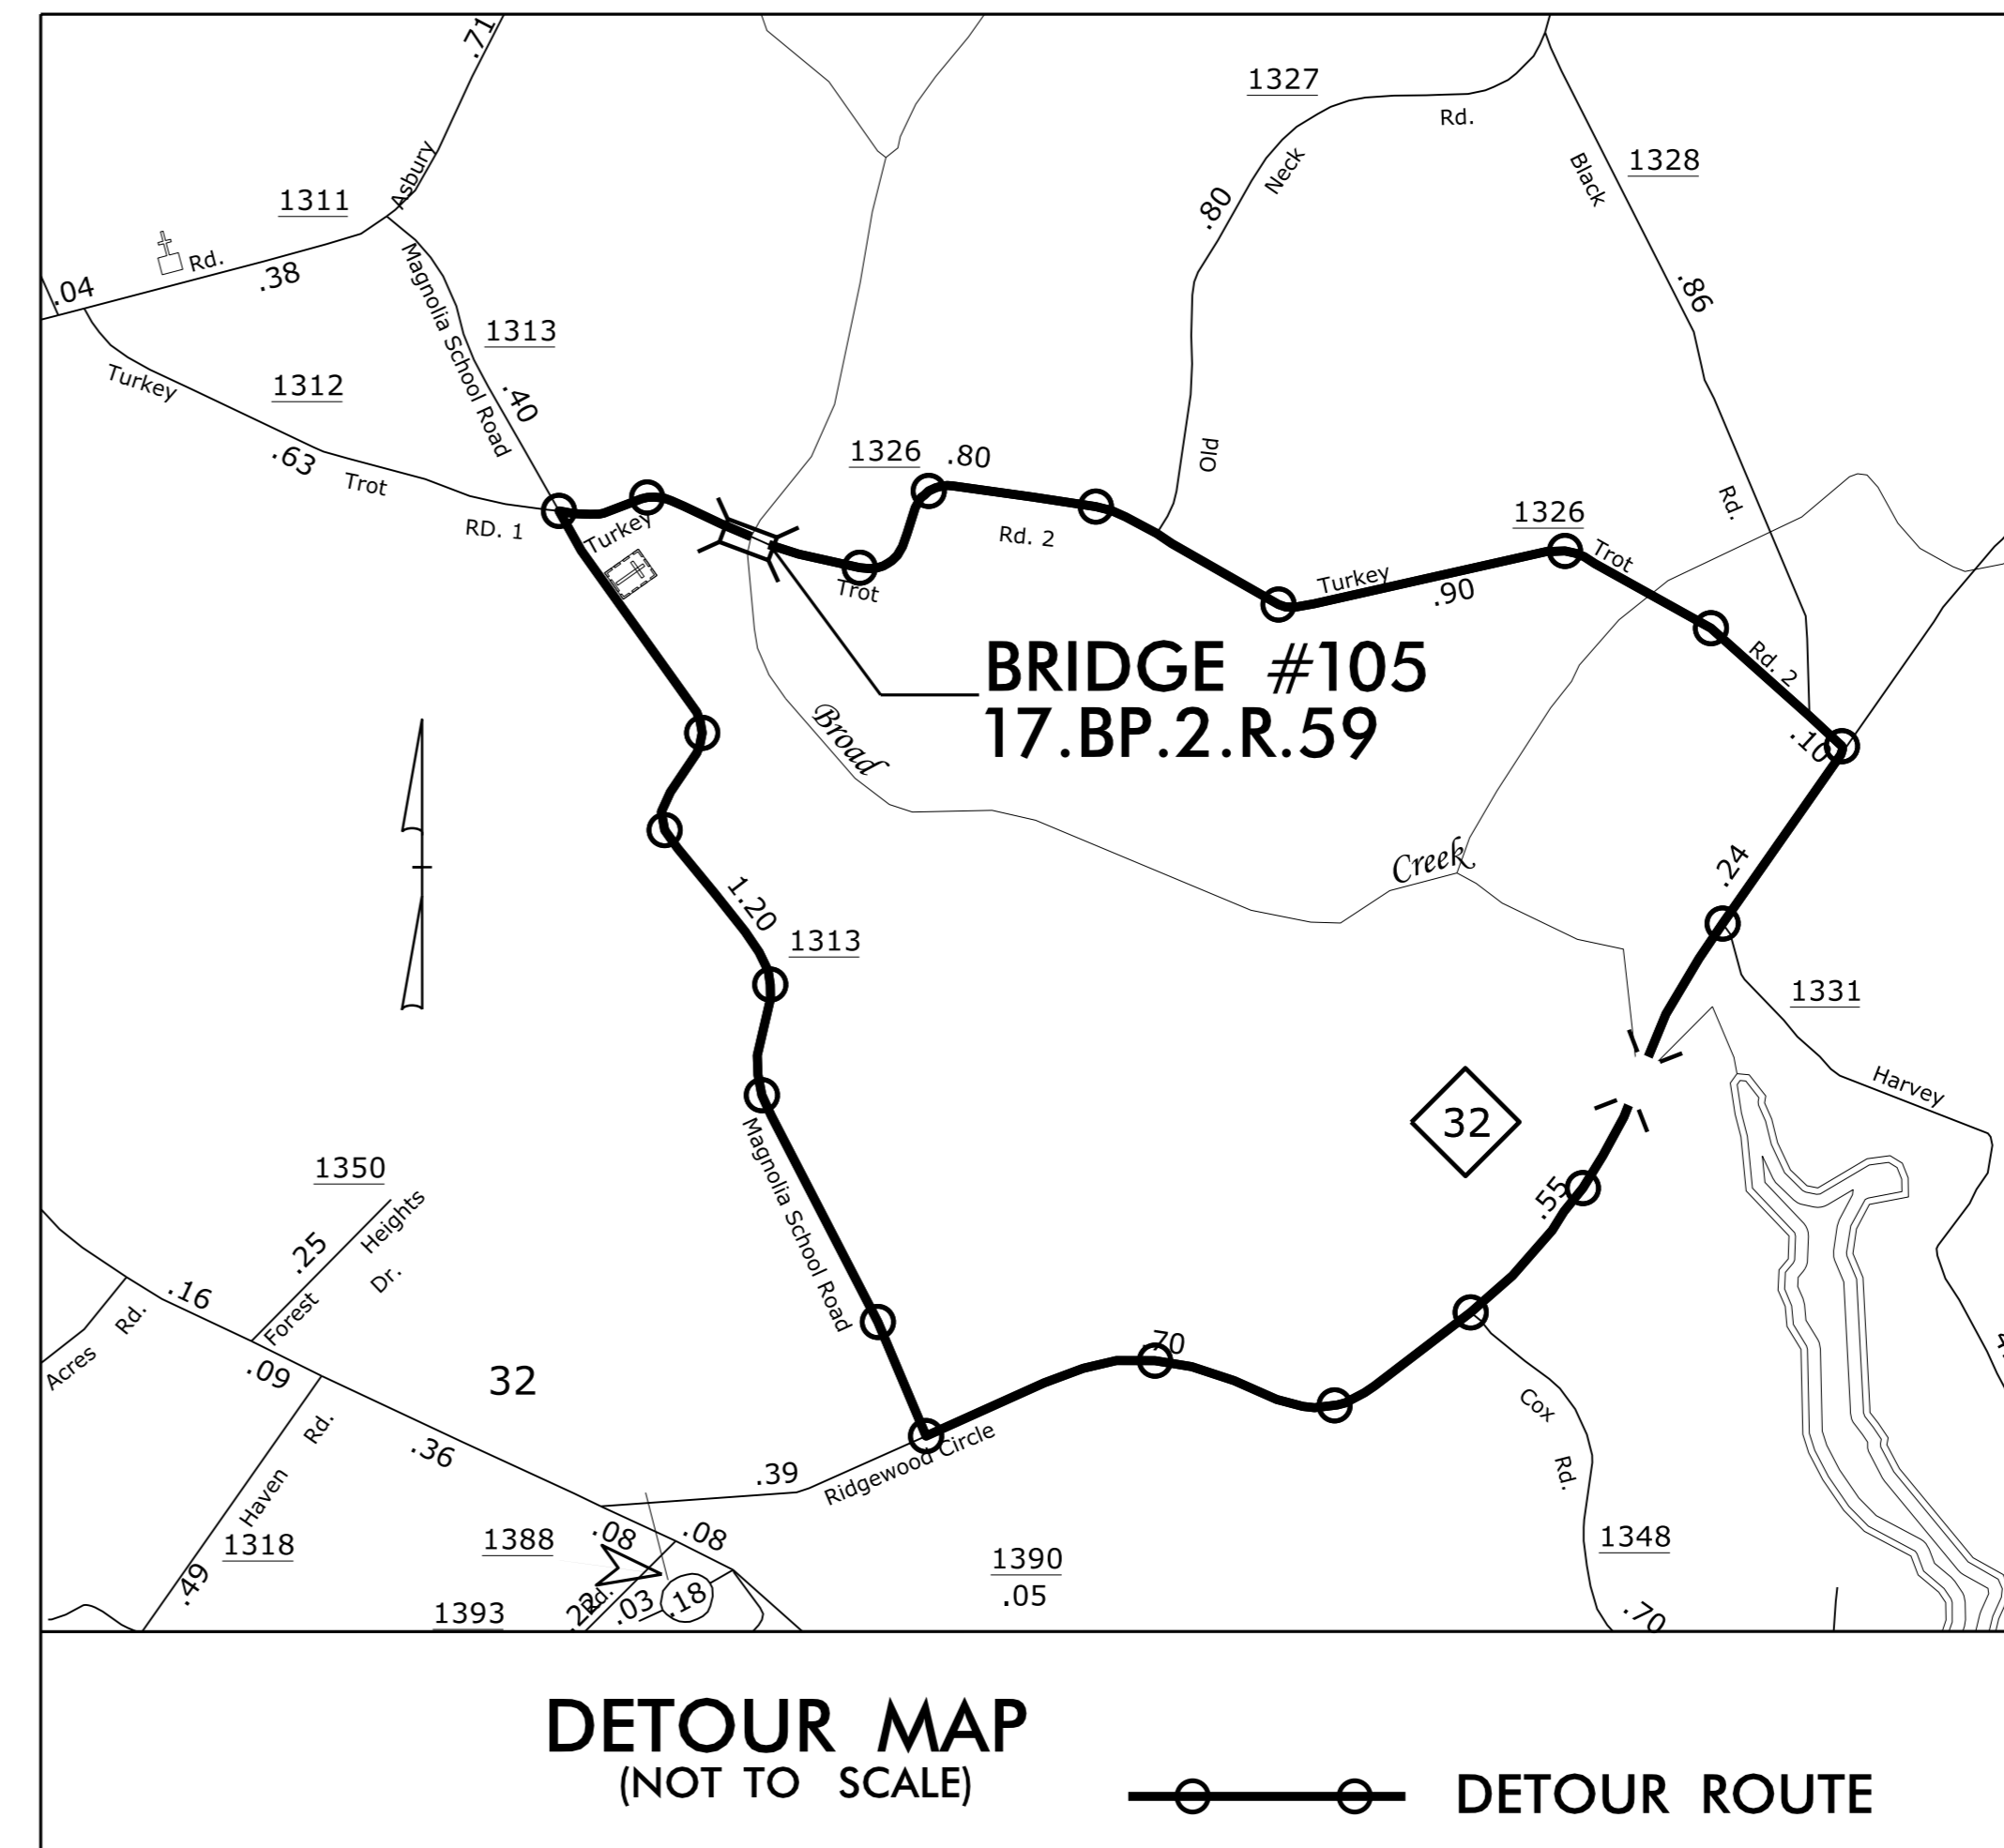 .71
1327
Rd.
1328
Black
Asbury
Neck
1311
.80
Rd.
.38
.04
.86
Magnolia School Road
1313
Turkey
1312
.40
.63
Trot
RD. 1
1326
.80
Old
Rd.
1326
Turkey
Rd. 2
Trot
Trot
Turkey
.90
BRIDGE #105
17.BP.2.R.59
Rd. 2
.10
Broad
Creek
.24
1.20
1313
1331
Harvey
32
Magnolia School Road
1350
Heights
.25
Dr.
Forest
.55
.16
Rd.
Acres
.09
32
.70
Rd.
.36
Cox
Rd.
Haven
.39
Ridgewood Circle
1318
1388
.08
.08
1390
.05
1348
.49
.22
Rd.
.03
.18
1393
.70
DETOUR MAP
(NOT TO SCALE)
DETOUR ROUTE